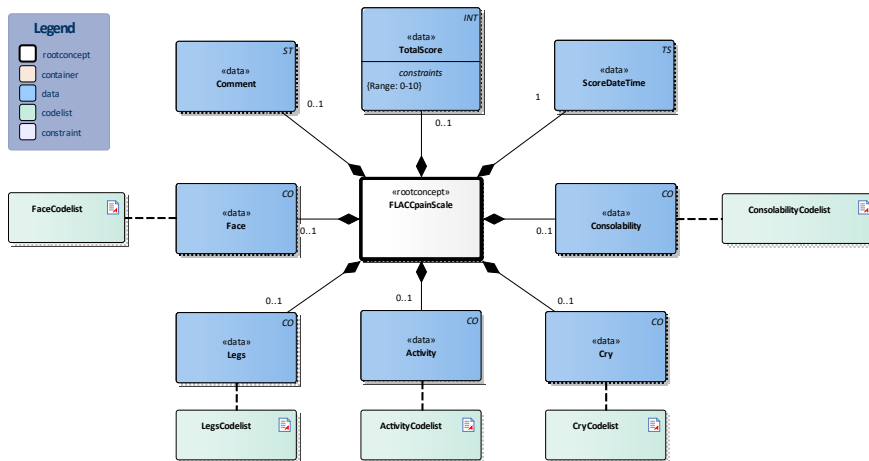 Legend
rootconcept
container
data
codelist
constraint
ST
«data»
Comment
0..1
INT
«data»
TotalScore
constraints
{Range: 0-10}
0..1
TS
«data»
ScoreDateTime
1
FaceCodelist
CO
«data»
Face
0..1
«rootconcept»
FLACCpainScale
CO
«data»
Consolability
0..1
ConsolabilityCodelist
CO
«data»
Legs
0..1
CO
«data»
Activity
0..1
CO
«data»
Cry
0..1
LegsCodelist
ActivityCodelist
CryCodelist